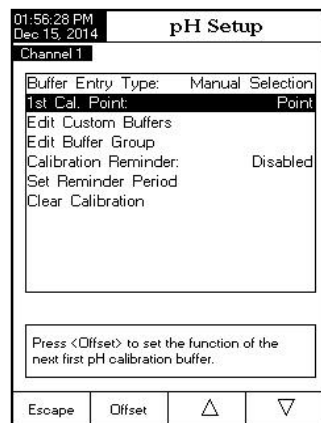 01:56:28 PM
Dec 15, 2014
pH Setup
Channel 1
Buffer Entry Type: Manual Selection
1st Cal. Point: Point
Edit Custom Buffers
Edit Buffer Group
Calibration Reminder: Disabled
Set Reminder Period
Clear Calibration
Press <Offset> to set the function of the
next first pH calibration buffer.
Escape Offset